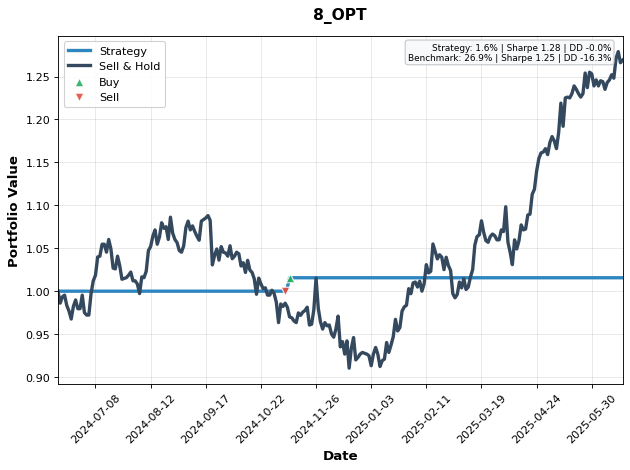 8_OPT
Strategy
Sell & Hold
Buy
Sell
Strategy: 1.6% | Sharpe 1.28 | DD -0.0%
Benchmark: 26.9% | Sharpe 1.25 | DD -16.3%
Portfolio Value
1.25
1.20
1.15
1.10
1.05
1.00
0.95
0.90
2024-07-08
2024-08-12
2024-09-17
2024-10-22
2024-11-26
2025-01-03
2025-02-11
2025-03-19
2025-04-24
2025-05-30
Date